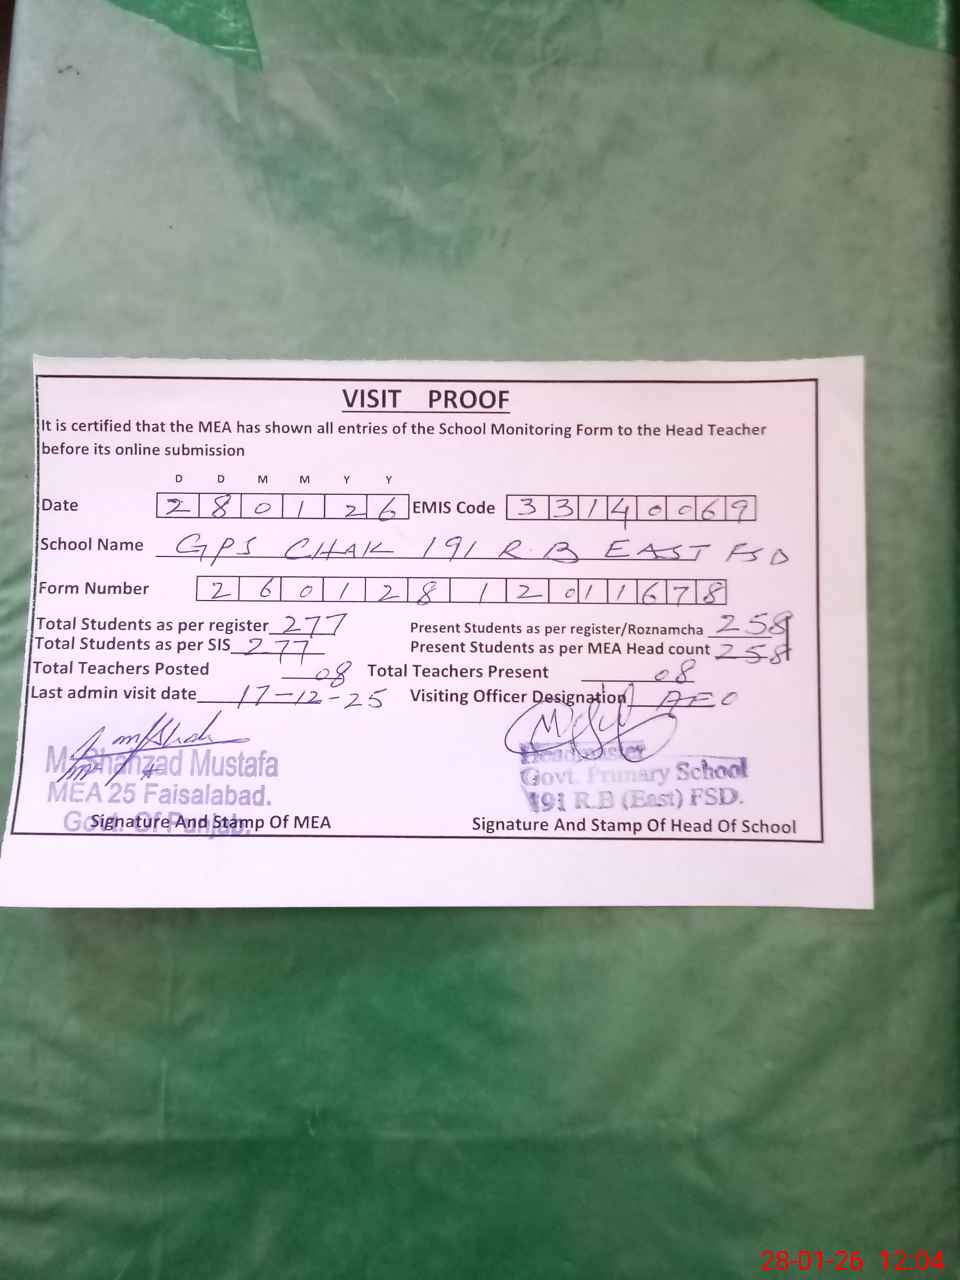 VISIT PROOF
It is certified that the MEA has shown all entries of the School Monitoring Form to the Head Teacher
before its online submission
D D M M Y Y
Date 2 8 0 1 2 6 EMIS Code 3 3 1 4 0 0 6 9
School Name GPS CHAK 191 R.B EAST FSD
Form Number 2 6 0 1 2 8 1 2 0 1 1 6 7 8
Total Students as per register 277 Present Students as per register/Roznamcha 258
Total Students as per SIS 277 Present Students as per MEA Head count 258
Total Teachers Posted 08 Total Teachers Present 08
Last admin visit date 17-12-25 Visiting Officer Designation AEO
M. Shahzad Mustafa
MEA 25 Faisalabad.
Govt. Of Punjab.
Headmaster
Govt. Primary School
191 R.B (East) FSD.
Signature And Stamp Of MEA Signature And Stamp Of Head Of School
28-01-26 12:04